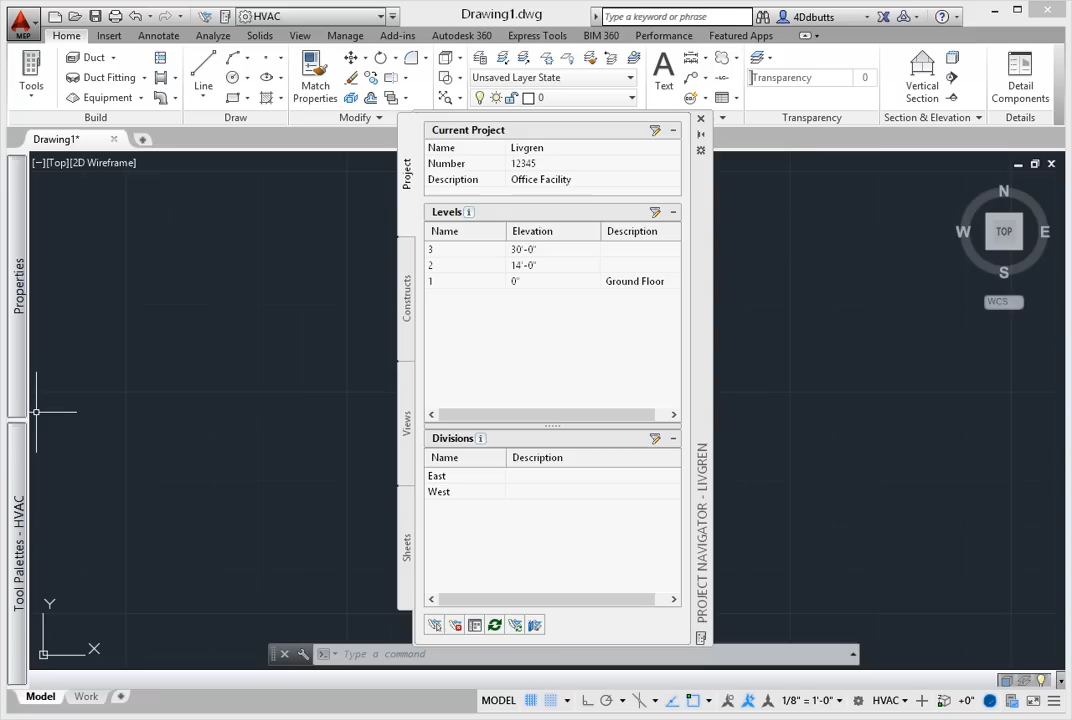 HVAC
Drawing1.dwg
Type a keyword or phrase
4Ddbutts
MEP
Home Insert Annotate Analyze Solids View Manage Add-ins Autodesk 360 Express Tools BIM 360 Performance Featured Apps
Tools
Duct
Duct Fitting
Equipment
Build
Line
Draw
Match
Properties
Modify
Unsaved Layer State
0
Text
Transparency 0
Transparency
Vertical
Section
Section & Elevation
Detail
Components
Details
Drawing1*
[−][Top][2D Wireframe]
Properties
Tool Palettes - HVAC
Project
Constructs
Views
Sheets
Current Project
Name Livgren
Number 12345
Description Office Facility
Levels
Name Elevation Description
3 30'-0"
2 14'-0"
1 0" Ground Floor
Divisions
Name Description
East
West
PROJECT NAVIGATOR - LIVGREN
N
W TOP E
S
WCS
Y
X
Type a command
Model Work
MODEL 1/8" = 1'-0" HVAC +0"